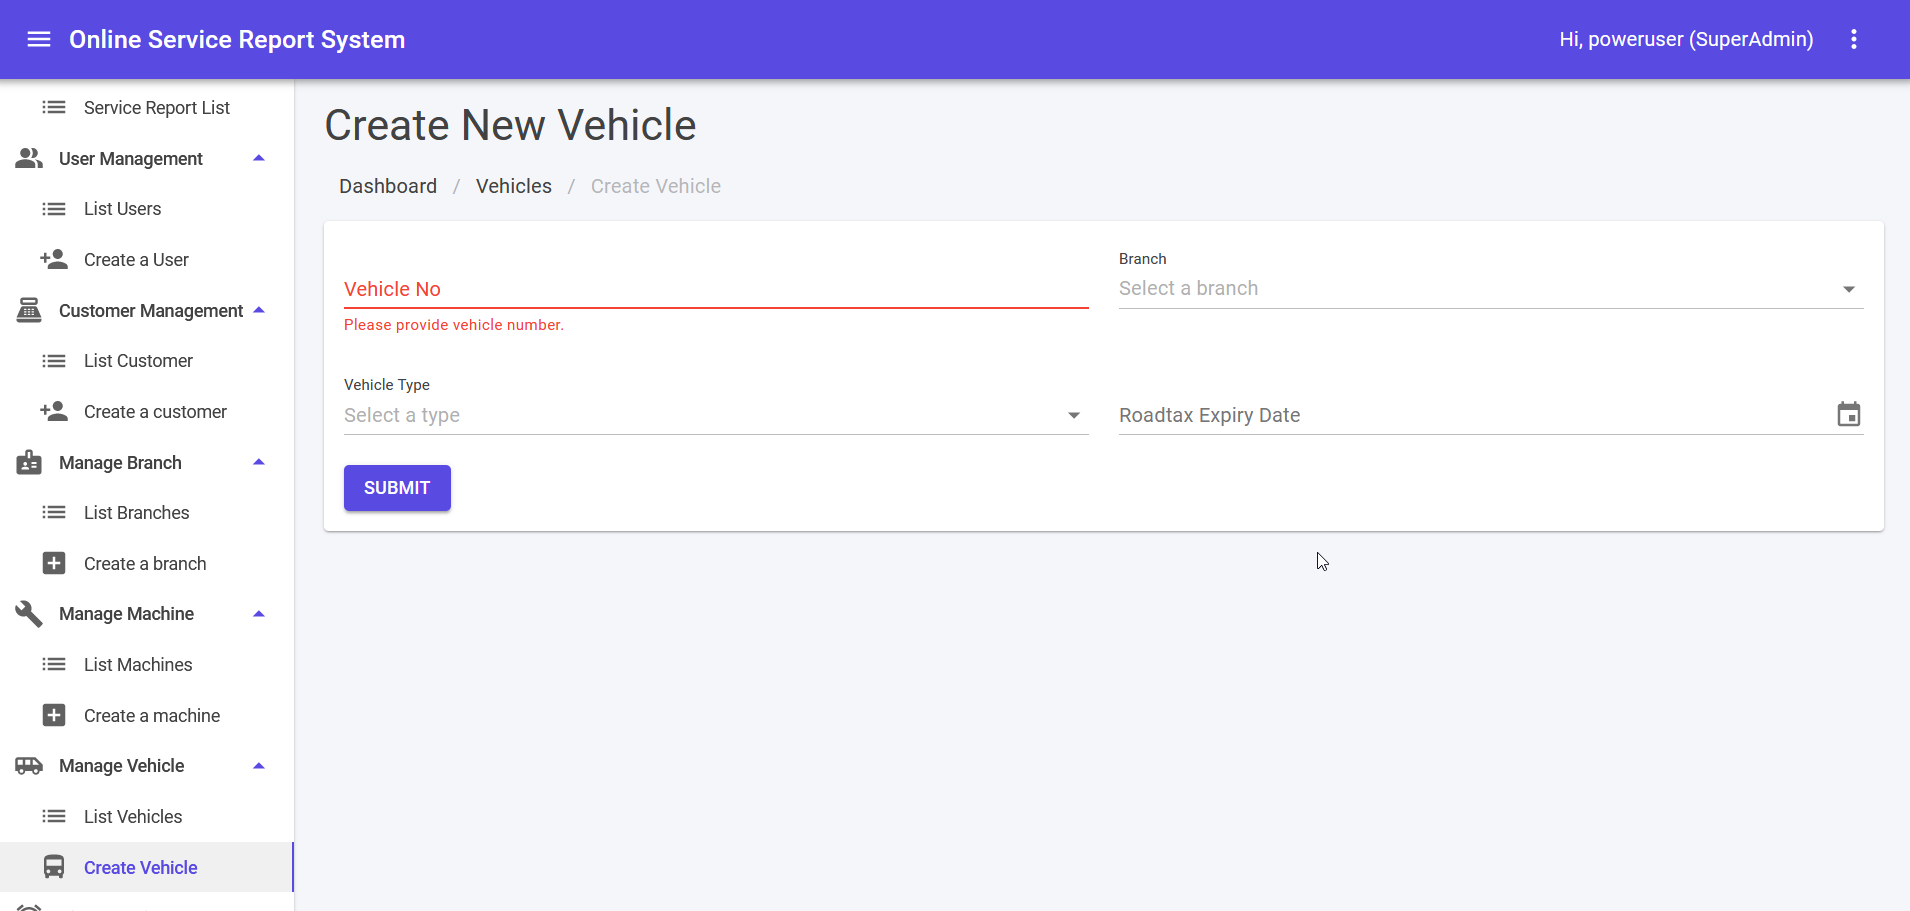 Online Service Report System
Hi, poweruser (SuperAdmin)
Service Report List
User Management
List Users
Create a User
Customer Management
List Customer
Create a customer
Manage Branch
List Branches
Create a branch
Manage Machine
List Machines
Create a machine
Manage Vehicle
List Vehicles
Create Vehicle
Create New Vehicle
Dashboard / Vehicles / Create Vehicle
Vehicle No
Please provide vehicle number.
Branch
Select a branch
Vehicle Type
Select a type
Roadtax Expiry Date
SUBMIT